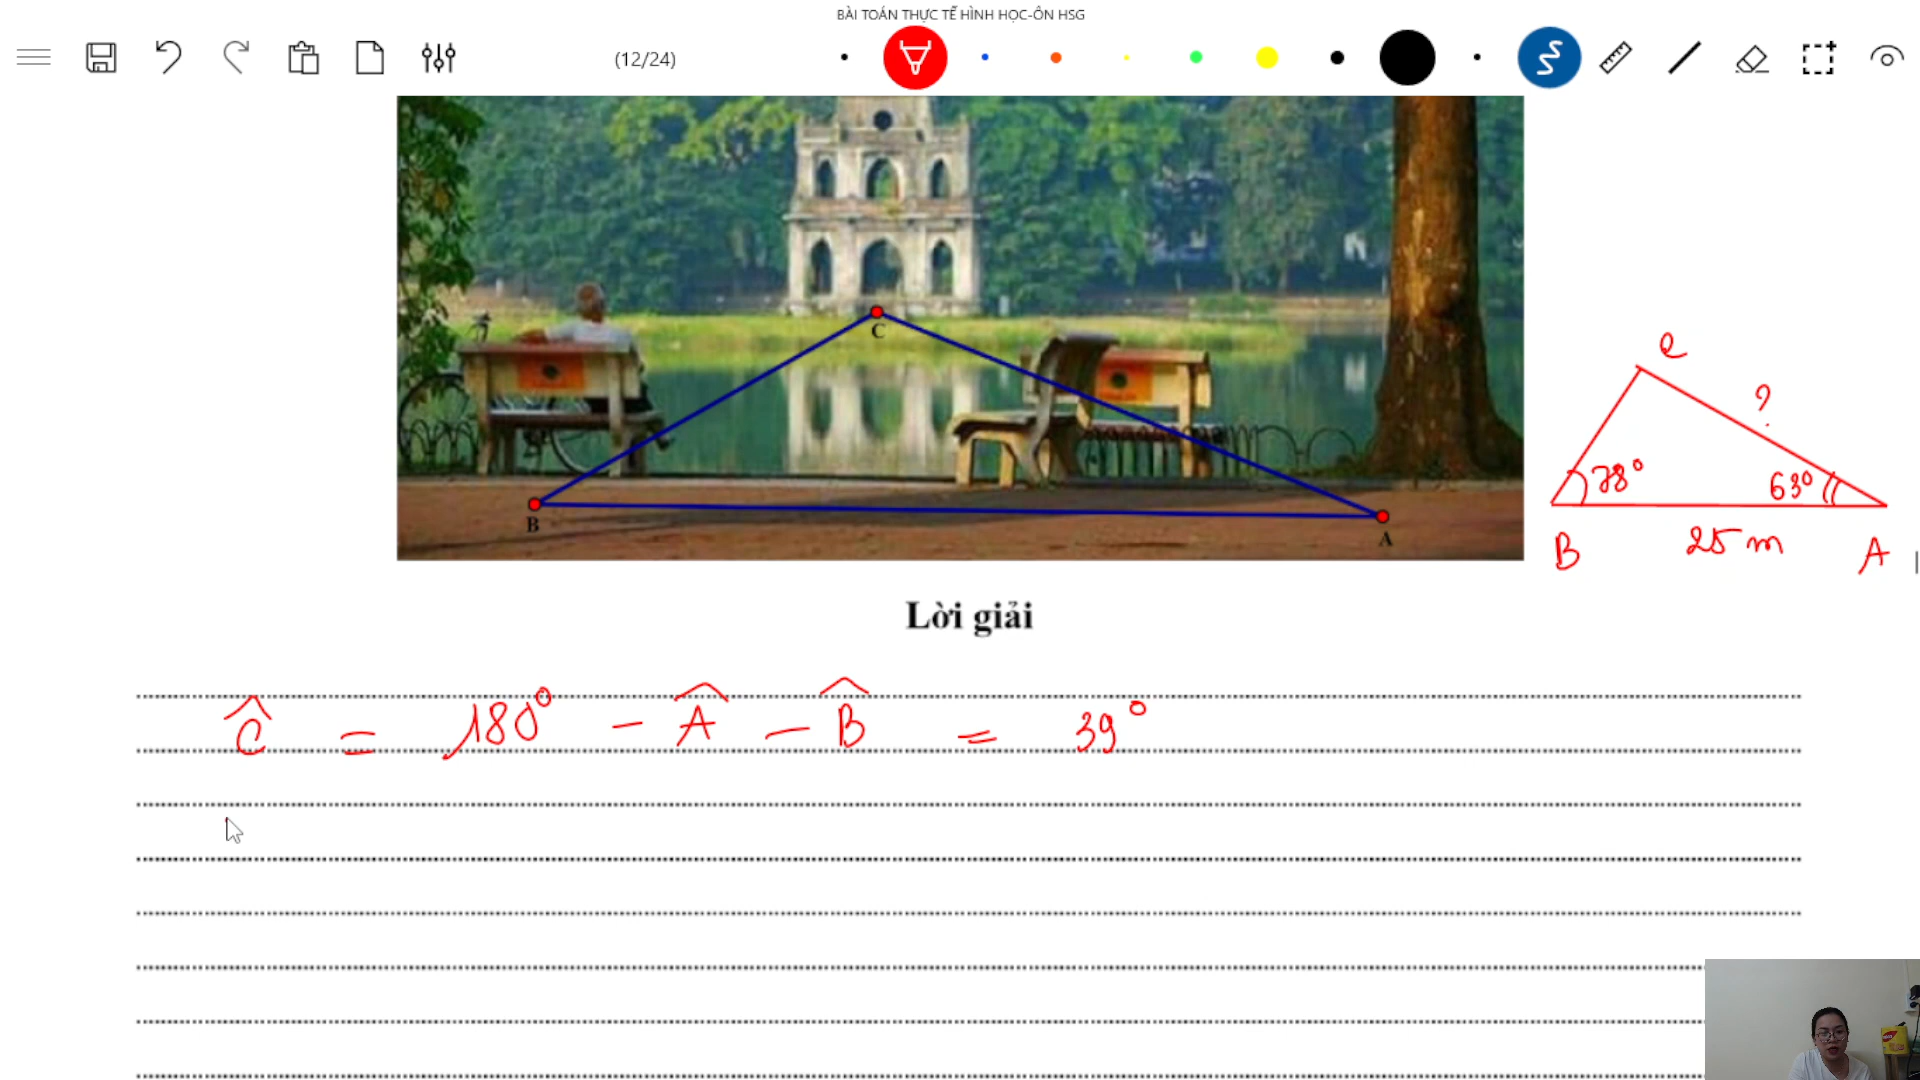 BÀI TOÁN THỰC TẾ HÌNH HỌC-ÔN HSG
(12/24)
C
B
A
C
?
78°
63°
B
25 m
A
Lời giải
Ĉ = 180° - Â - B̂ = 39°